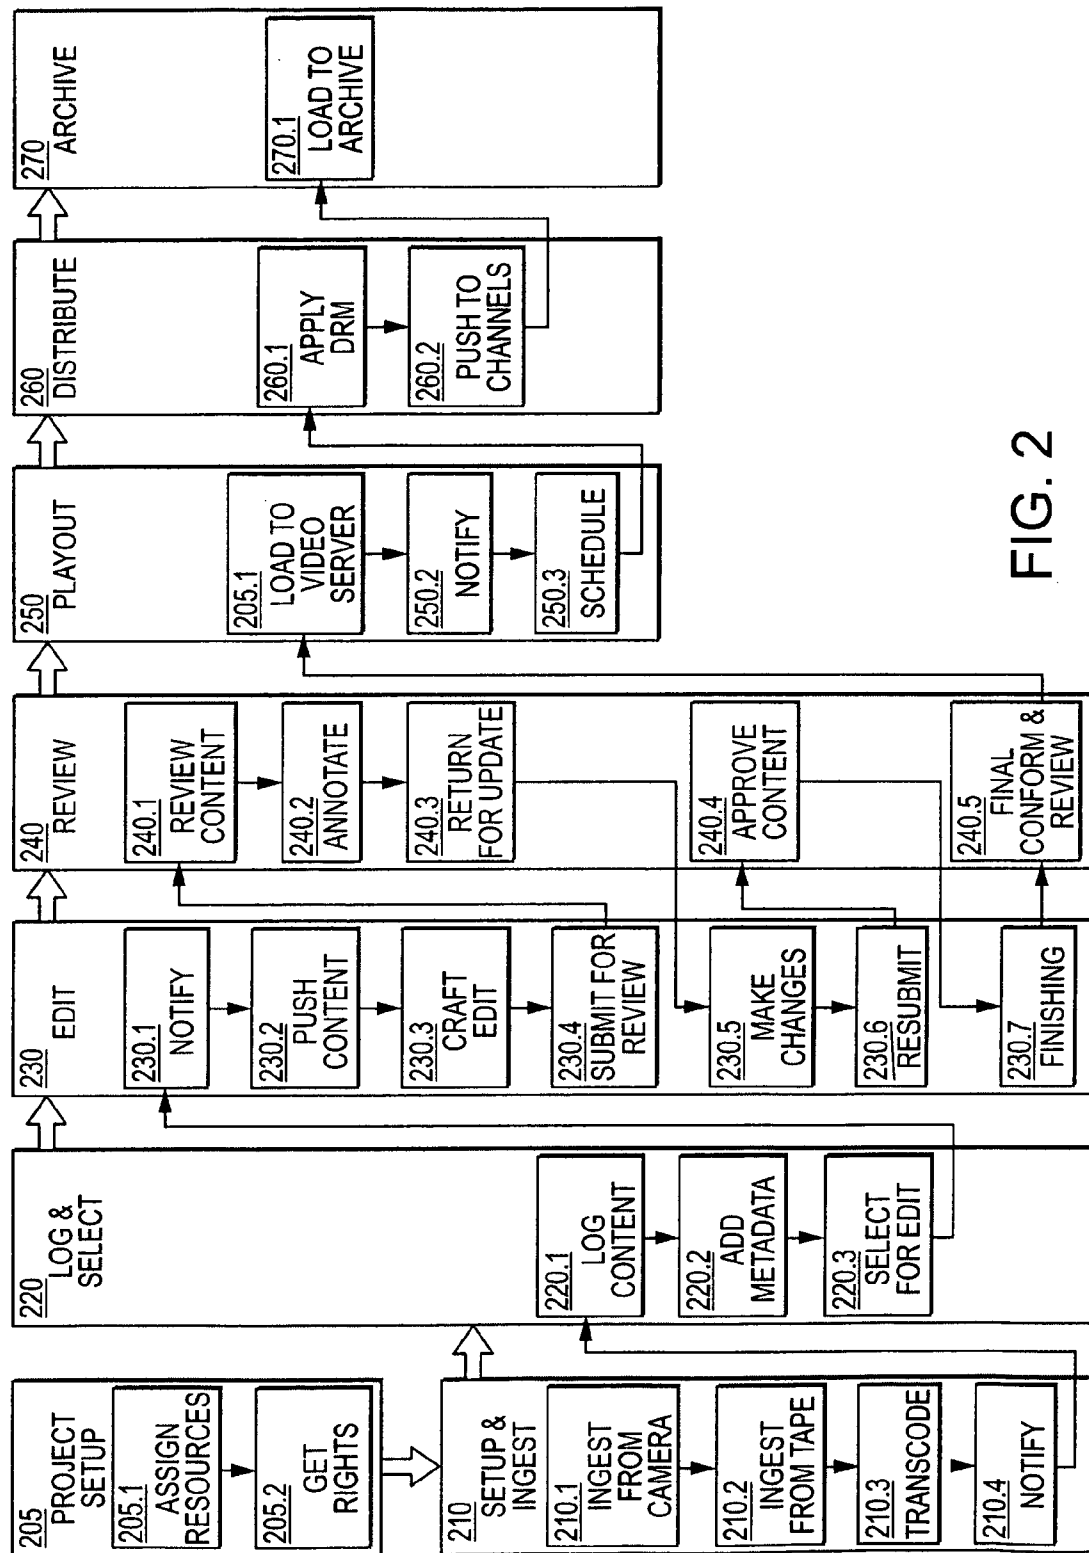 205 PROJECT
SETUP
205.1
ASSIGN
RESOURCES
205.2
GET
RIGHTS
210 SETUP &
INGEST
210.1
INGEST
FROM
CAMERA
210.2
INGEST
FROM TAPE
210.3
TRANSCODE
210.4
NOTIFY
220 LOG &
SELECT
220.1
LOG
CONTENT
220.2
ADD
METADATA
220.3
SELECT
FOR EDIT
230 EDIT
230.1
NOTIFY
230.2
PUSH
CONTENT
230.3
CRAFT
EDIT
230.4
SUBMIT FOR
REVIEW
230.5
MAKE
CHANGES
230.6
RESUBMIT
230.7
FINISHING
240 REVIEW
240.1
REVIEW
CONTENT
240.2
ANNOTATE
240.3
RETURN
FOR UPDATE
240.4
APPROVE
CONTENT
240.5
FINAL
CONFORM &
REVIEW
250 PLAYOUT
205.1
LOAD TO
VIDEO
SERVER
250.2
NOTIFY
250.3
SCHEDULE
260 DISTRIBUTE
260.1
APPLY
DRM
260.2
PUSH TO
CHANNELS
270 ARCHIVE
270.1
LOAD TO
ARCHIVE
FIG. 2